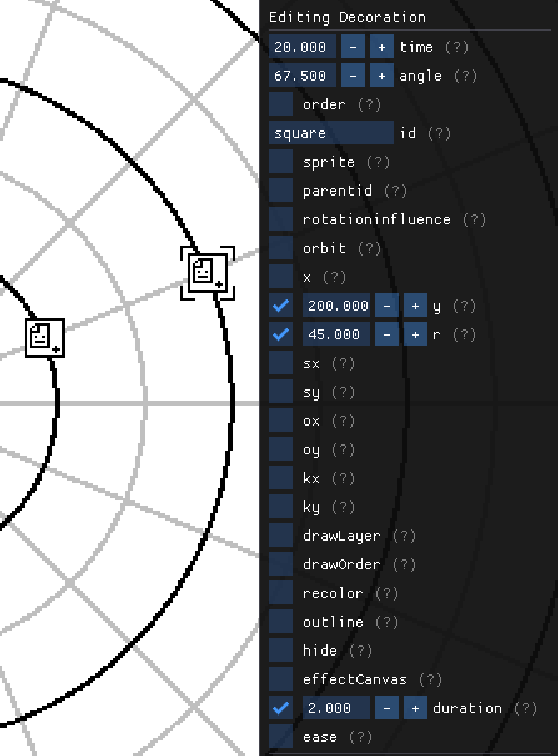 Editing Decoration
20.000 - + time (?)
67.500 - + angle (?)
order (?)
square id (?)
sprite (?)
parentid (?)
rotationinfluence (?)
orbit (?)
x (?)
200.000 - + y (?)
45.000 - + r (?)
sx (?)
sy (?)
ox (?)
oy (?)
kx (?)
ky (?)
drawLayer (?)
drawOrder (?)
recolor (?)
outline (?)
hide (?)
effectCanvas (?)
2.000 - + duration (?)
ease (?)